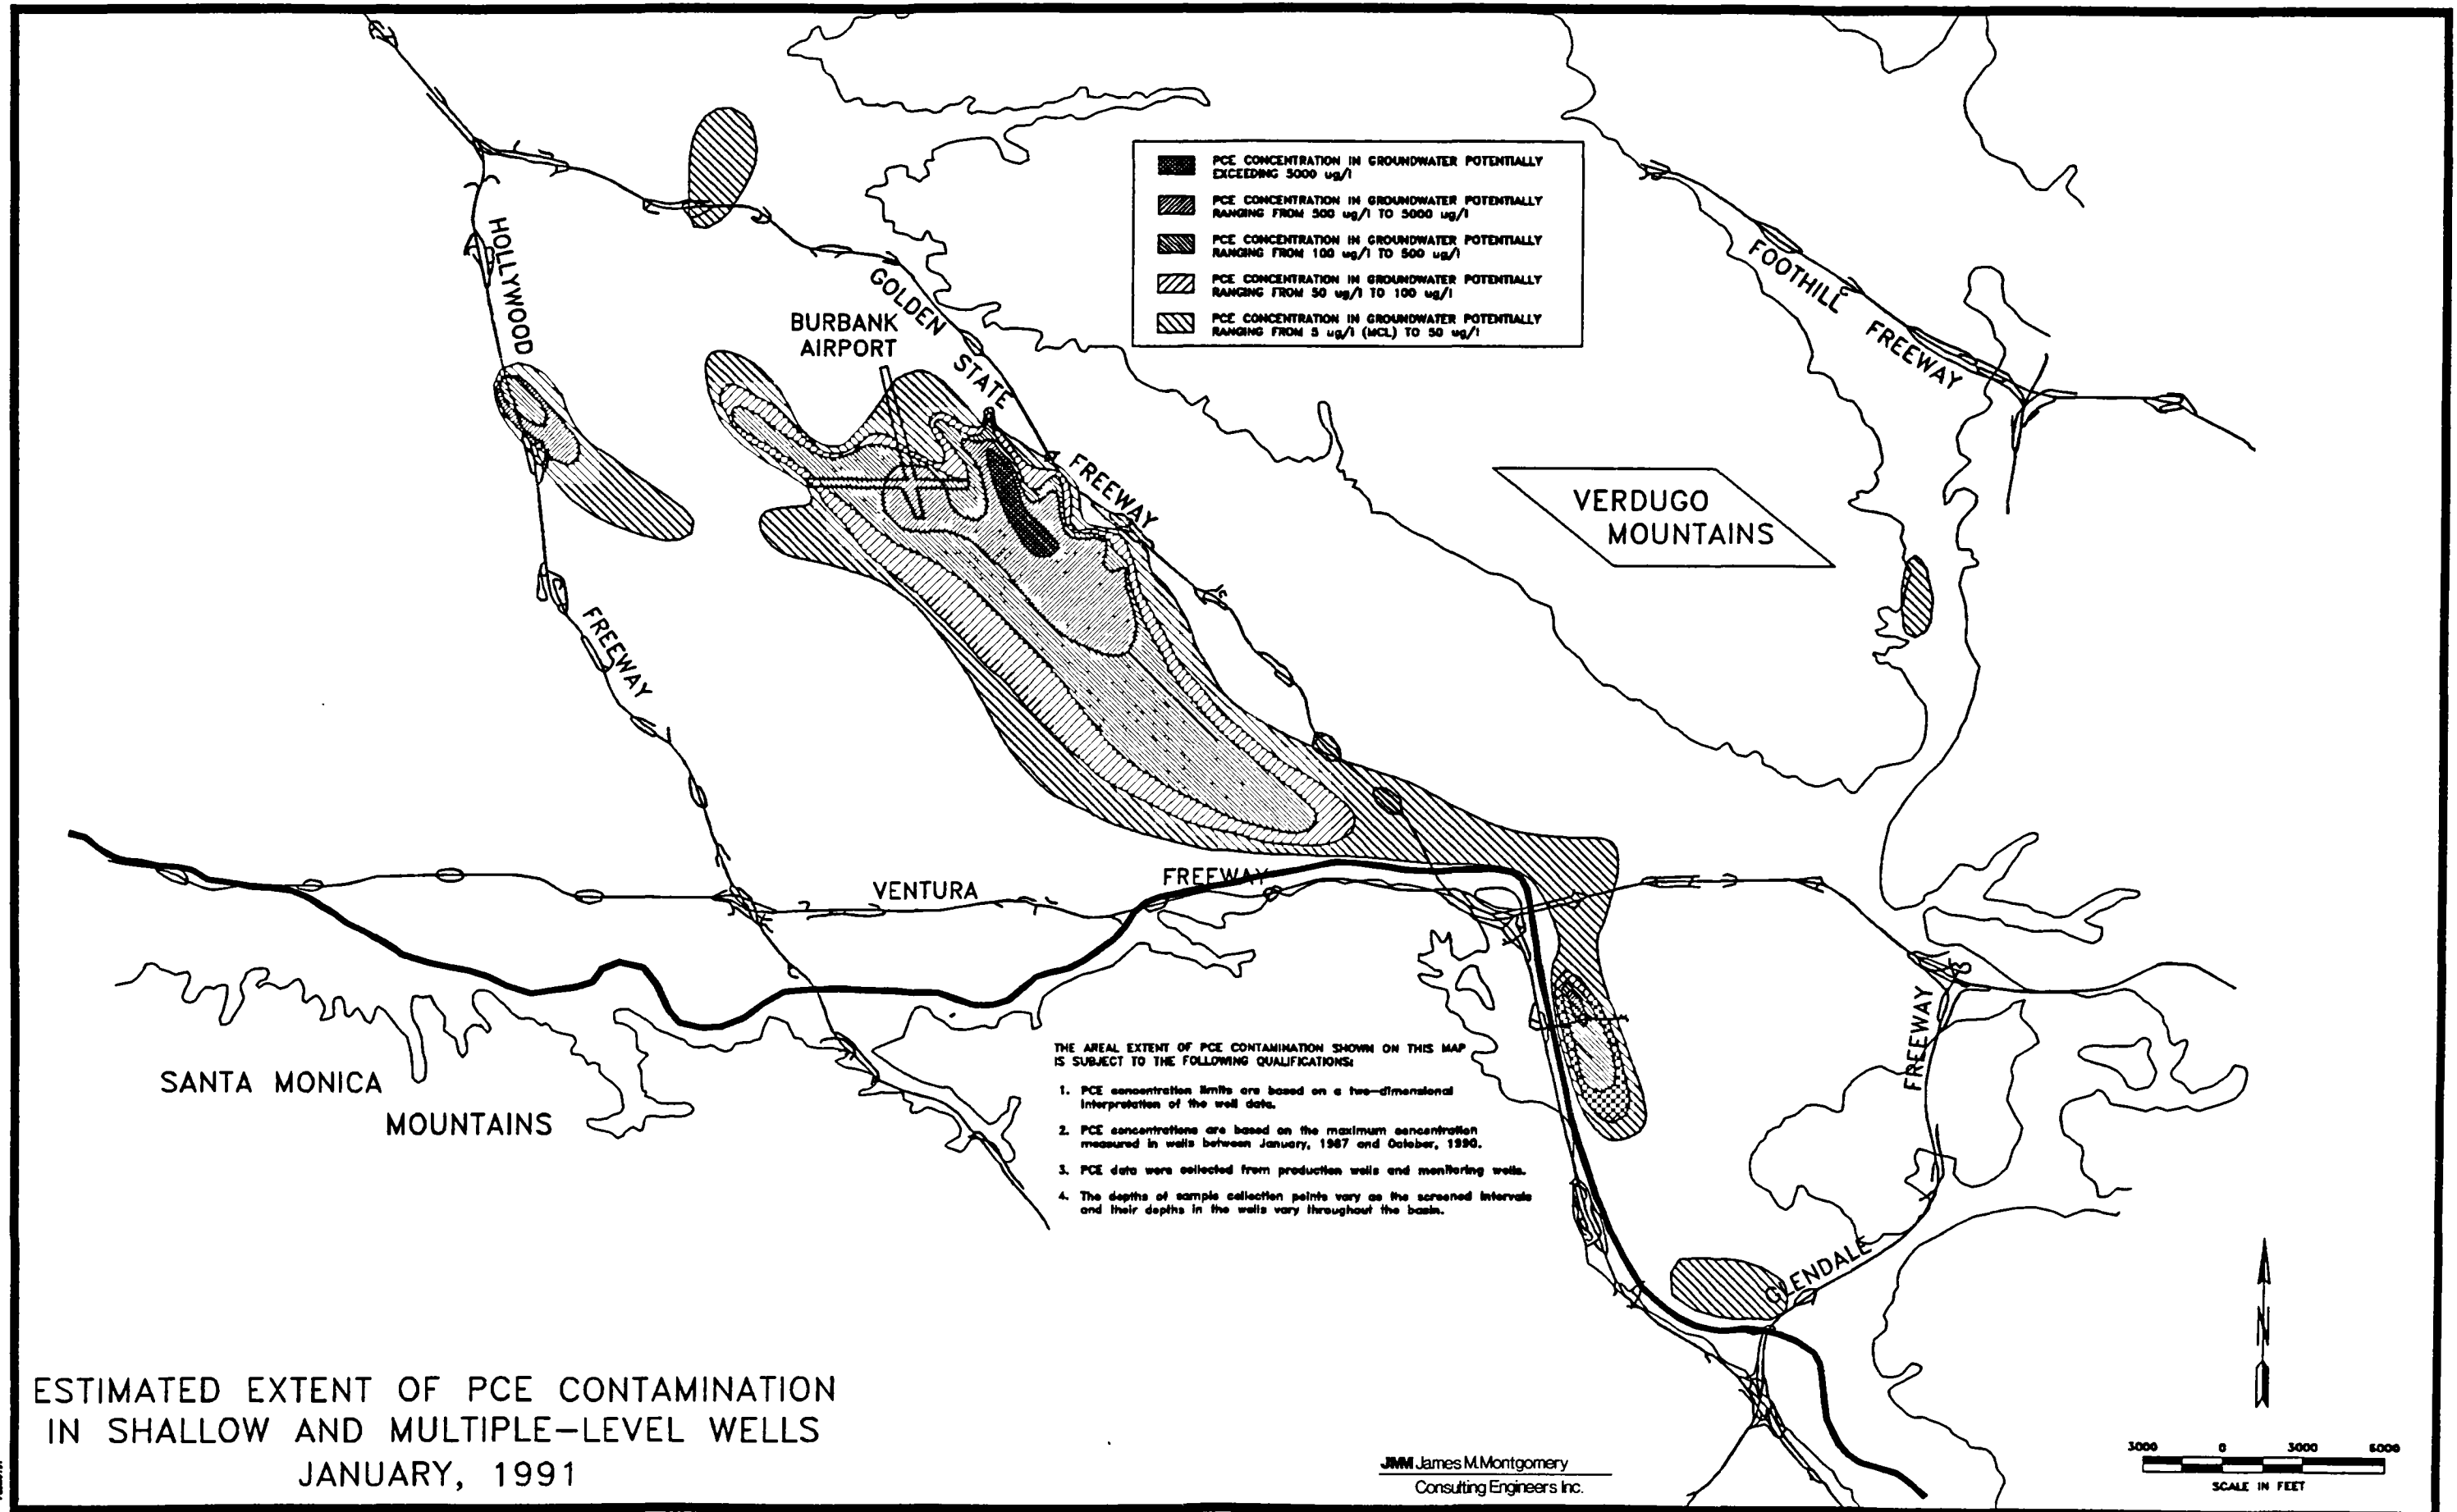 HOLLYWOOD
FREEWAY
GOLDEN
STATE
FREEWAY
BURBANK
AIRPORT
PCE CONCENTRATION IN GROUNDWATER POTENTIALLY
EXCEEDING 5000 ug/l
PCE CONCENTRATION IN GROUNDWATER POTENTIALLY
RANGING FROM 500 ug/l TO 5000 ug/l
PCE CONCENTRATION IN GROUNDWATER POTENTIALLY
RANGING FROM 100 ug/l TO 500 ug/l
PCE CONCENTRATION IN GROUNDWATER POTENTIALLY
RANGING FROM 50 ug/l TO 100 ug/l
PCE CONCENTRATION IN GROUNDWATER POTENTIALLY
RANGING FROM 5 ug/l (MCL) TO 50 ug/l
FOOTHILL
FREEWAY
VERDUGO
MOUNTAINS
VENTURA
FREEWAY
SANTA MONICA
MOUNTAINS
THE AREAL EXTENT OF PCE CONTAMINATION SHOWN ON THIS MAP
IS SUBJECT TO THE FOLLOWING QUALIFICATIONS:
1. PCE concentration limits are based on a two-dimensional
interpretation of the well data.
2. PCE concentrations are based on the maximum concentration
measured in wells between January, 1987 and October, 1990.
3. PCE data were collected from production wells and monitoring wells.
4. The depths of sample collection points vary as the screened intervals
and their depths in the wells vary throughout the basin.
FREEWAY
GLENDALE
N
ESTIMATED EXTENT OF PCE CONTAMINATION
IN SHALLOW AND MULTIPLE-LEVEL WELLS
JANUARY, 1991
JMM James M. Montgomery
Consulting Engineers Inc.
3000 0 3000 6000
SCALE IN FEET